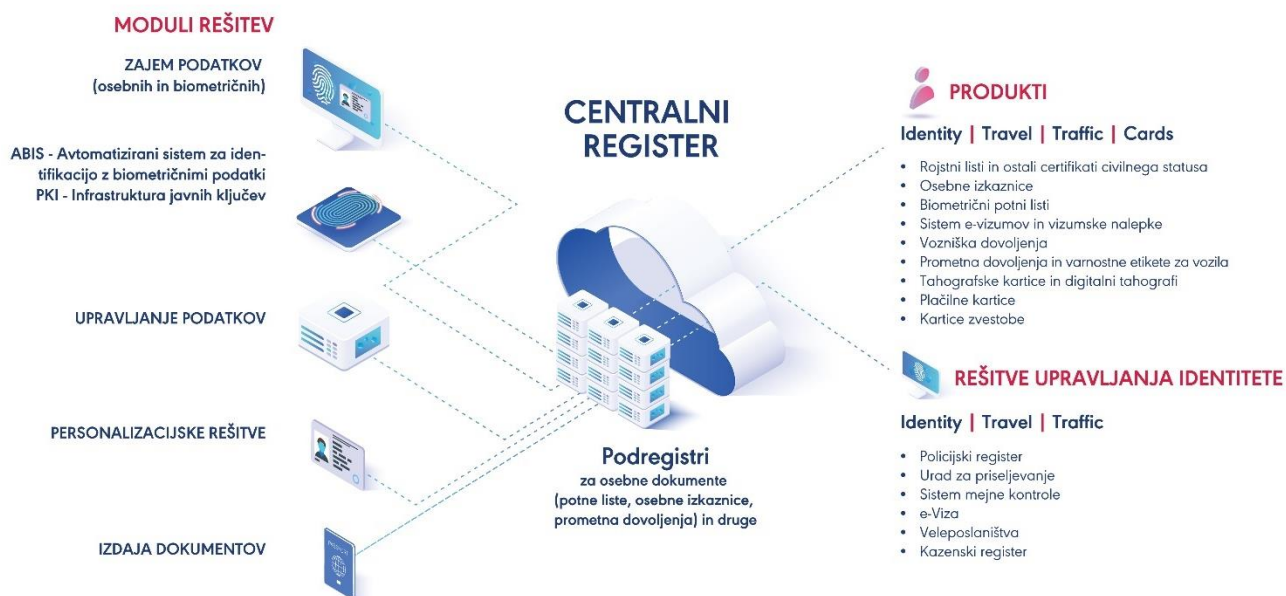 MODULI REŠITEV
ZAJEM PODATKOV
(osebnih in biometričnih)
ABIS - Avtomatizirani sistem za iden-
tifikacijo z biometričnimi podatki
PKI - Infrastruktura javnih ključev
UPRAVLJANJE PODATKOV
PERSONALIZACIJSKE REŠITVE
IZDAJA DOKUMENTOV
CENTRALNI
REGISTER
Podregistri
za osebne dokumente
(potne liste, osebne izkaznice,
prometna dovoljenja) in druge
PRODUKTI
Identity | Travel | Traffic | Cards
• Rojstni listi in ostali certifikati civilnega statusa
• Osebne izkaznice
• Biometrični potni listi
• Sistem e-vizumov in vizumske nalepke
• Vozniška dovoljenja
• Prometna dovoljenja in varnostne etikete za vozila
• Tahografske kartice in digitalni tahografi
• Plačilne kartice
• Kartice zvestobe
REŠITVE UPRAVLJANJA IDENTITETE
Identity | Travel | Traffic
• Policijski register
• Urad za priseljevanje
• Sistem mejne kontrole
• e-Viza
• Veleposlaništva
• Kazenski register